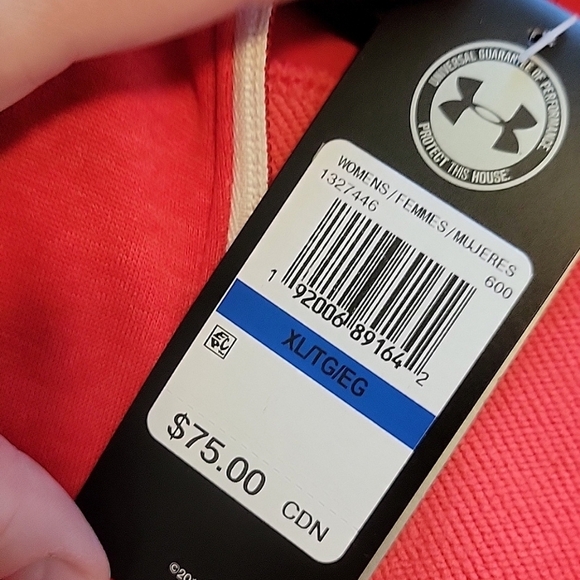 UNIVERSAL GUARANTEE OF PERFORMANCE
PROTECT THIS HOUSE
WOMENS/FEMMES/MUJERES
1327446
600
1 92006 89164 2
XL/TG/EG
$75.00
CDN